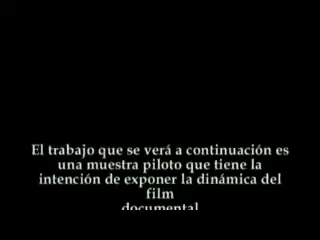 El trabajo que se verá a continuación es
una muestra piloto que tiene la
intención de exponer la dinámica del
film
documental